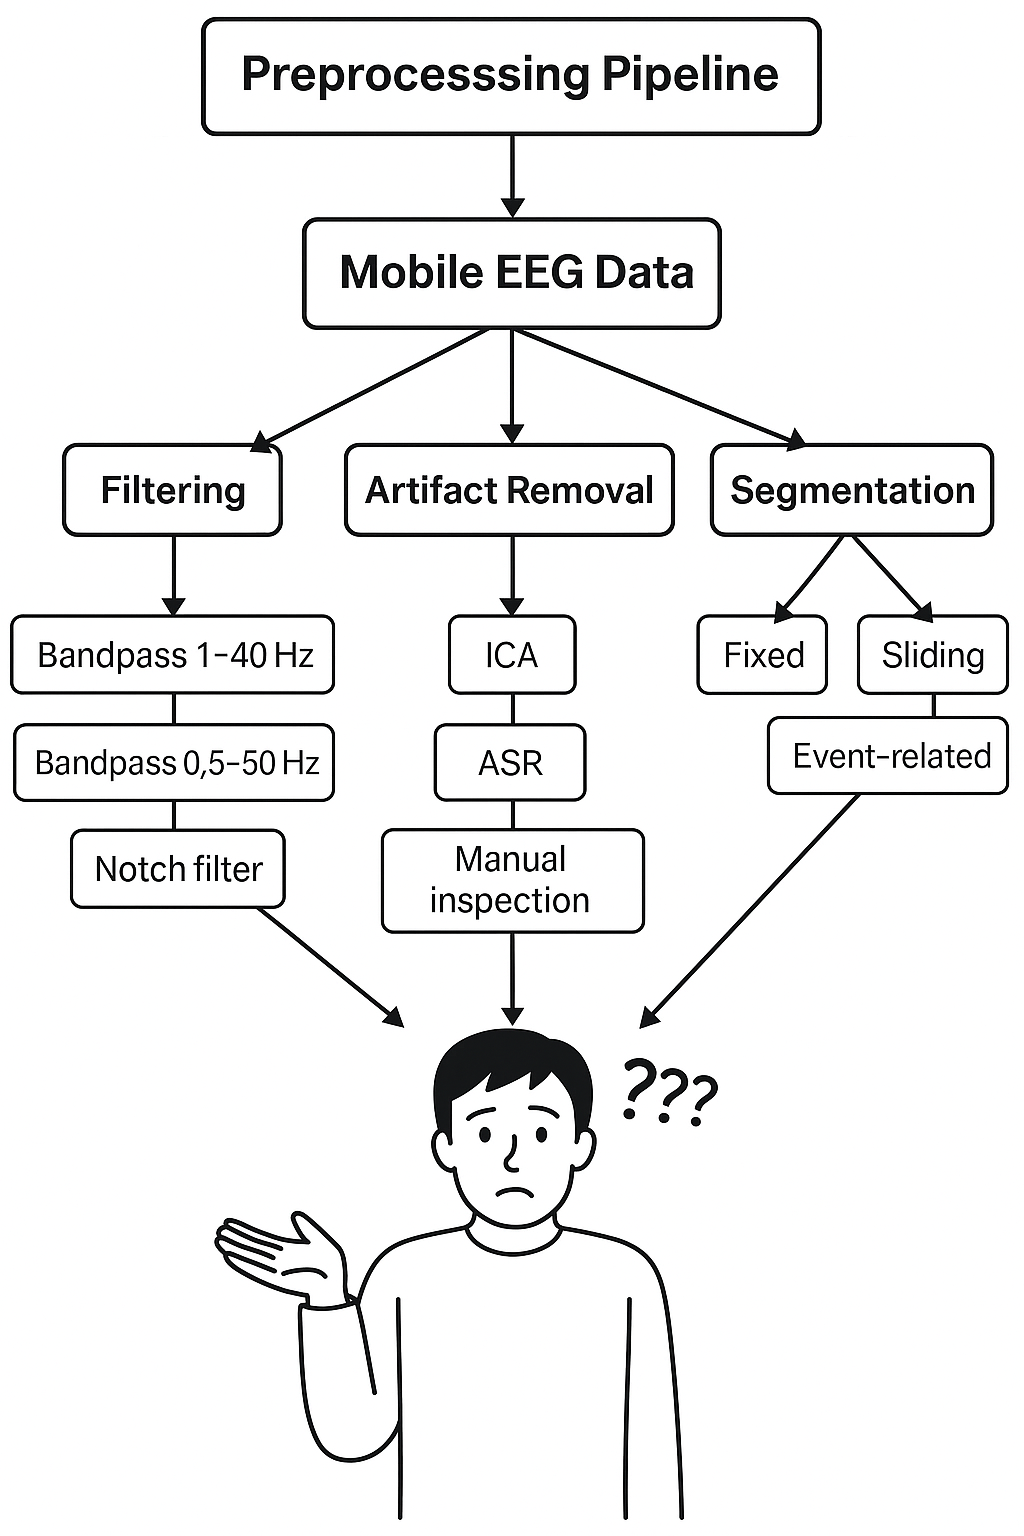 Preprocesssing Pipeline
Mobile EEG Data
Filtering
Artifact Removal
Segmentation
Bandpass 1–40 Hz
ICA
Fixed
Sliding
Bandpass 0,5–50 Hz
ASR
Event-related
Notch filter
Manual
inspection
???